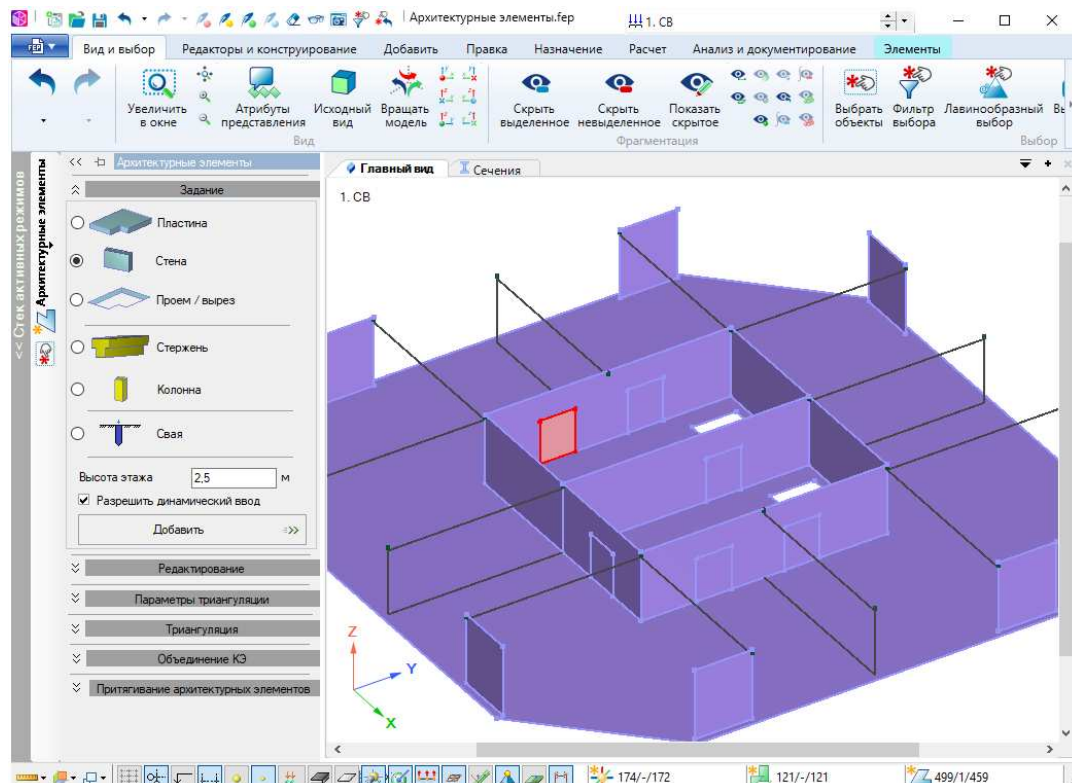 Архитектурные элементы.fep
1. СВ
FEP
Вид и выбор
Редакторы и конструирование
Добавить
Правка
Назначение
Расчет
Анализ и документирование
Элементы
Увеличить в окне
Атрибуты представления
Исходный вид
Вращать модель
Скрыть выделенное
Скрыть невыделенное
Показать скрытое
Выбрать объекты
Фильтр выбора
Лавинообразный выбор
Вид
Фрагментация
Выбор
<< Стек активных режимов
Архитектурные элементы
<< Архитектурные элементы
Задание
Пластина
Стена
Проем / вырез
Стержень
Колонна
Свая
Высота этажа 2,5 м
Разрешить динамический ввод
Добавить
Редактирование
Параметры триангуляции
Триангуляция
Объединение КЭ
Притягивание архитектурных элементов
Главный вид
Сечения
1. СВ
Z
Y
X
174/-/172
121/-/121
499/1/459